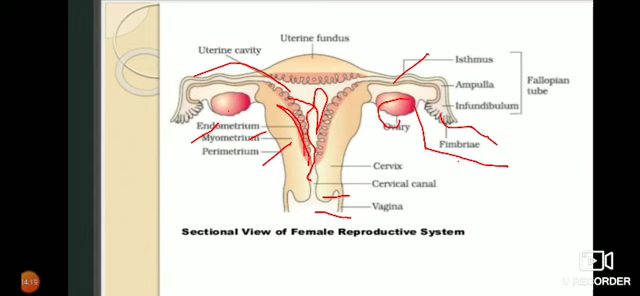 Uterine fundus
Uterine cavity
Isthmus
Ampulla
Fallopian
tube
Infundibulum
Endometrium
Ovary
Myometrium
Fimbriae
Perimetrium
Cervix
Cervical canal
Vagina
Sectional View of Female Reproductive System
14:19
V RECORDER